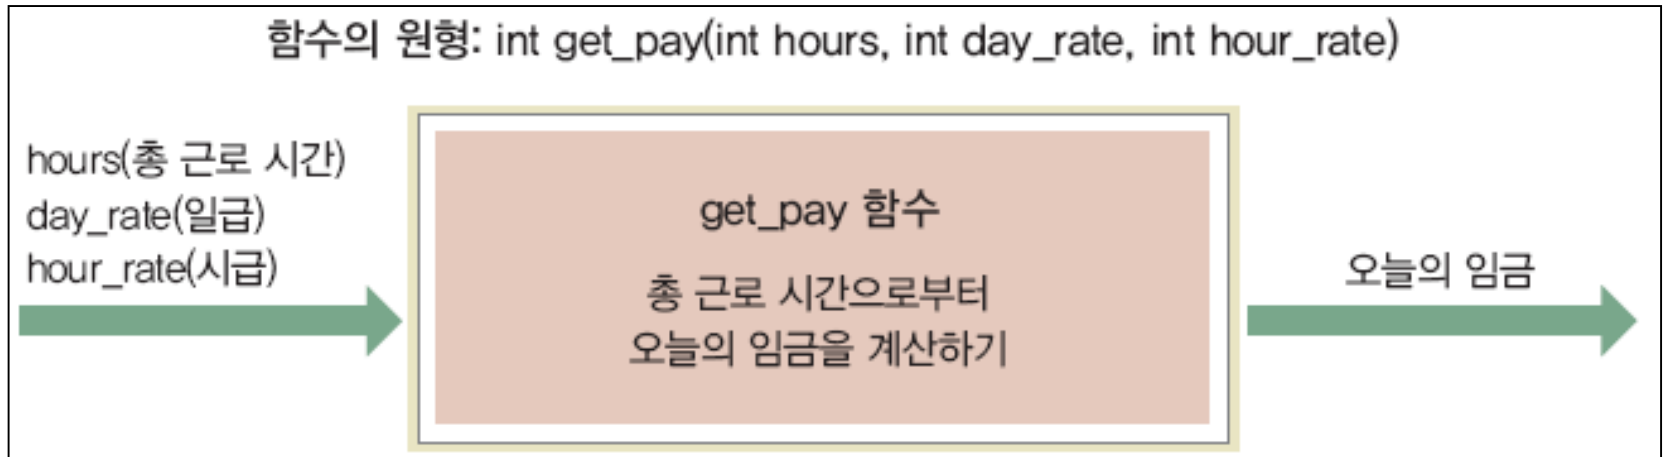 함수의 원형: int get_pay(int hours, int day_rate, int hour_rate)
hours(총 근로 시간)
day_rate(일급)
hour_rate(시급)
get_pay 함수
총 근로 시간으로부터
오늘의 임금을 계산하기
오늘의 임금